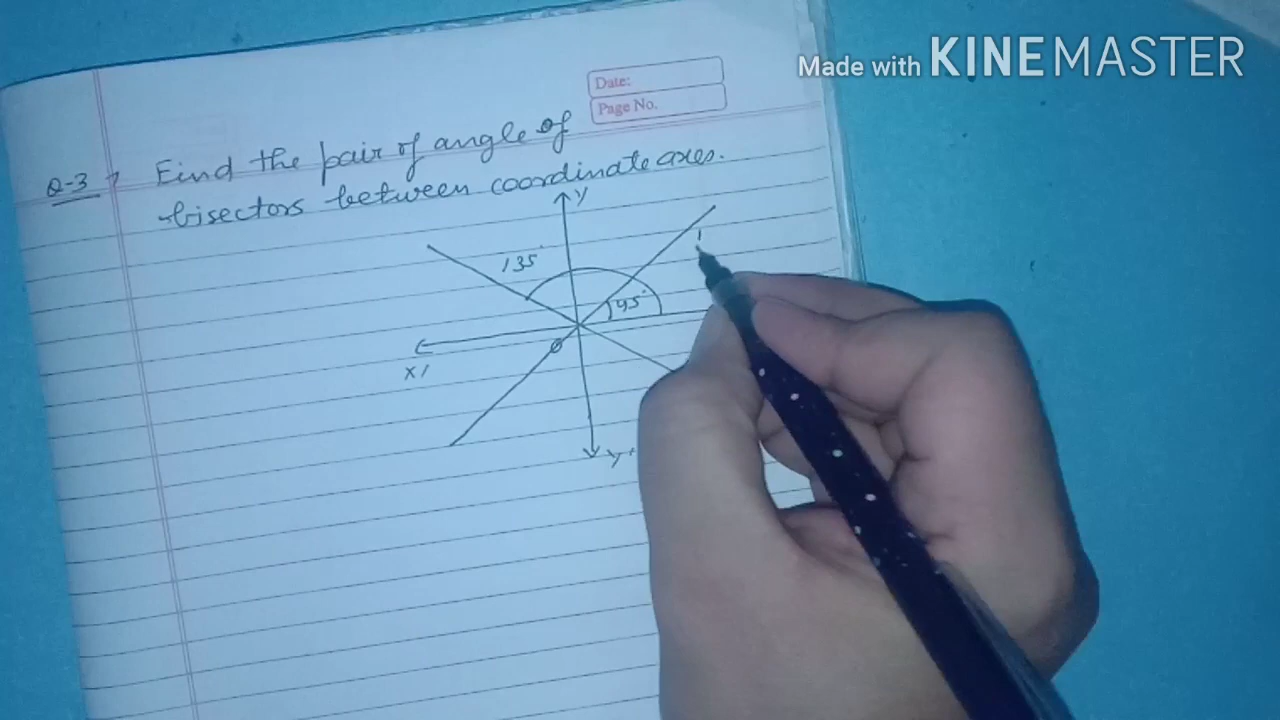 Made with KINEMASTER
Date:
Page No.
Q-3 Find the pair of angle of
bisectors between coordinate axes.
Y
135°
45°
X'
Y'